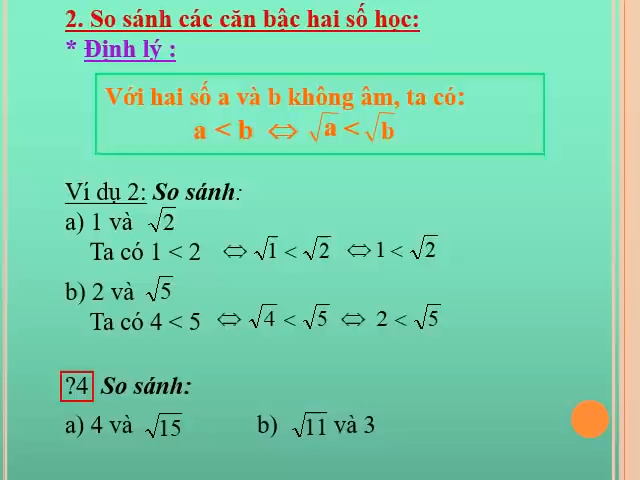 2. So sánh các căn bậc hai số học:
* Định lý :
Với hai số a và b không âm, ta có:
a < b ⇔ √a < √b
Ví dụ 2: So sánh:
a) 1 và √2
Ta có 1 < 2 ⇔ √1 < √2 ⇔ 1 < √2
b) 2 và √5
Ta có 4 < 5 ⇔ √4 < √5 ⇔ 2 < √5
?4 So sánh:
a) 4 và √15 b) √11 và 3